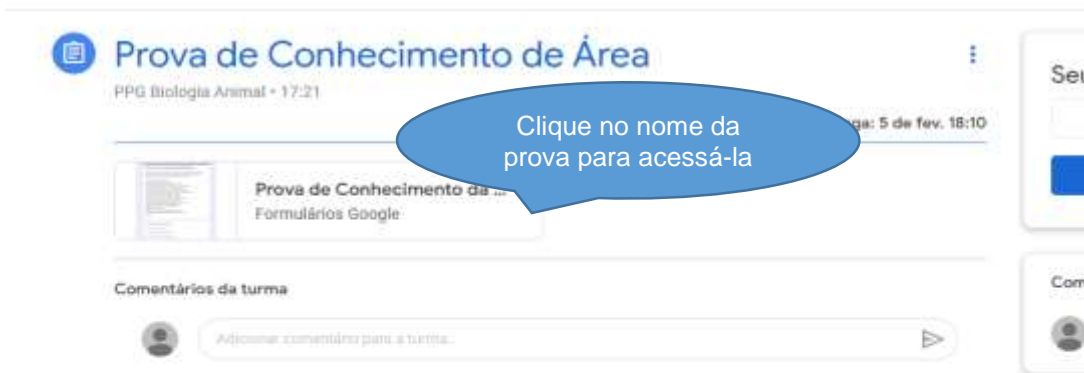 Prova de Conhecimento de Área
PPG Biologia Animal • 17:21
Seu
Clique no nome da
prova para acessá-la
ga: 5 de fev. 18:10
Prova de Conhecimento da ...
Formulários Google
Comentários da turma
Com
Adicionar comentário para a turma...